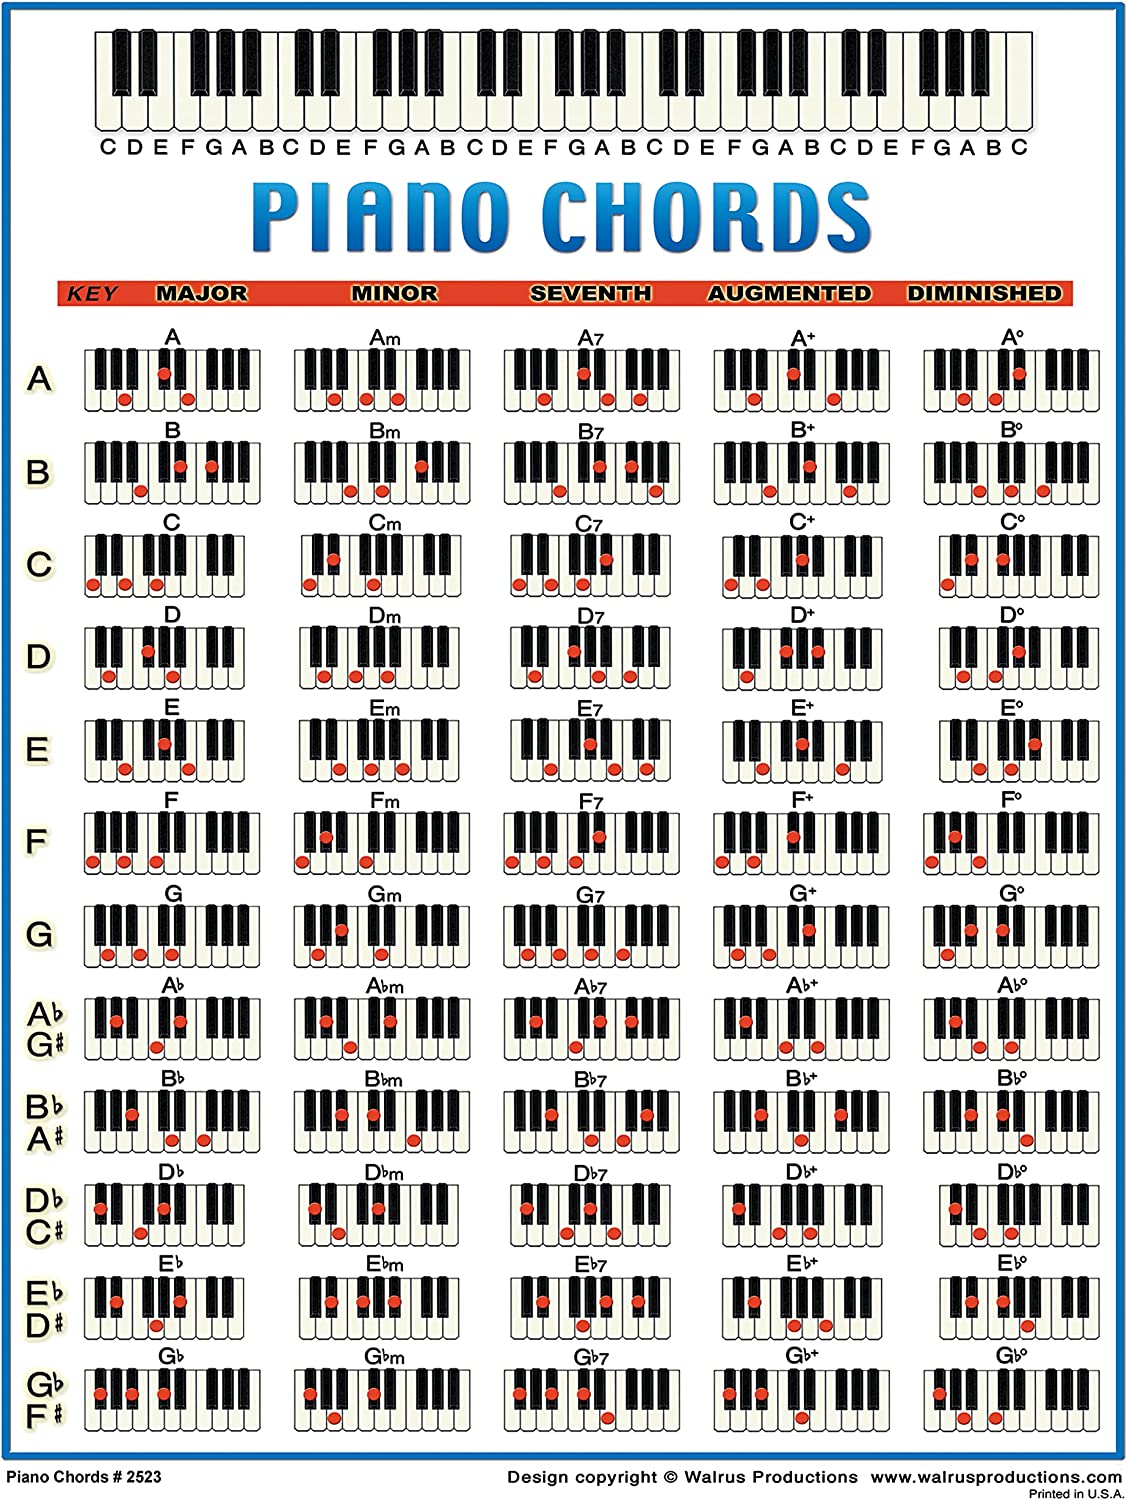 C D E F G A B C D E F G A B C D E F G A B C D E F G A B C D E F G A B C
PIANO CHORDS
KEY MAJOR MINOR SEVENTH AUGMENTED DIMINISHED
A Am A7 A+ A°
A
B Bm B7 B+ B°
B
C Cm C7 C+ C°
C
D Dm D7 D+ D°
D
E Em E7 E+ E°
E
F Fm F7 F+ F°
F
G Gm G7 G+ G°
G
A♭ A♭m A♭7 A♭+ A♭°
A♭
G♯
B♭ B♭m B♭7 B♭+ B♭°
B♭
A♯
D♭ D♭m D♭7 D♭+ D♭°
D♭
C♯
E♭ E♭m E♭7 E♭+ E♭°
E♭
D♯
G♭ G♭m G♭7 G♭+ G♭°
G♭
F♯
Piano Chords # 2523 Design copyright © Walrus Productions www.walrusproductions.com
Printed in U.S.A.